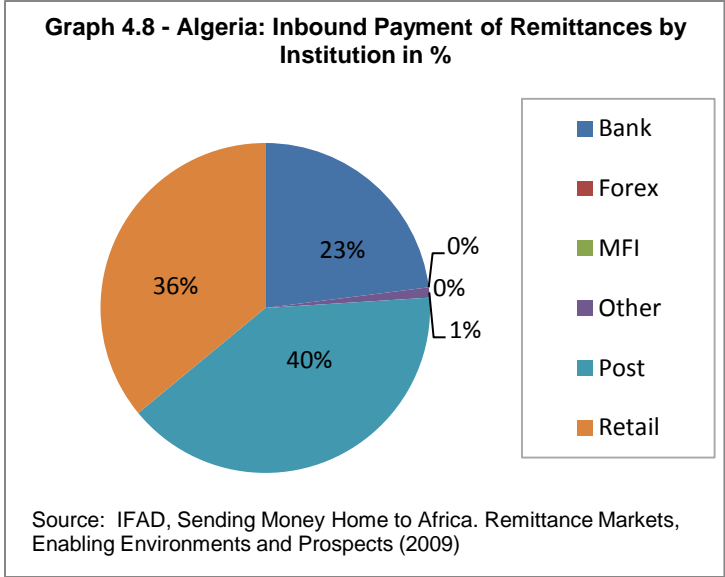 Graph 4.8 - Algeria: Inbound Payment of Remittances by
Institution in %
23%
0%
0%
1%
40%
36%
Bank
Forex
MFI
Other
Post
Retail
Source: IFAD, Sending Money Home to Africa. Remittance Markets,
Enabling Environments and Prospects (2009)